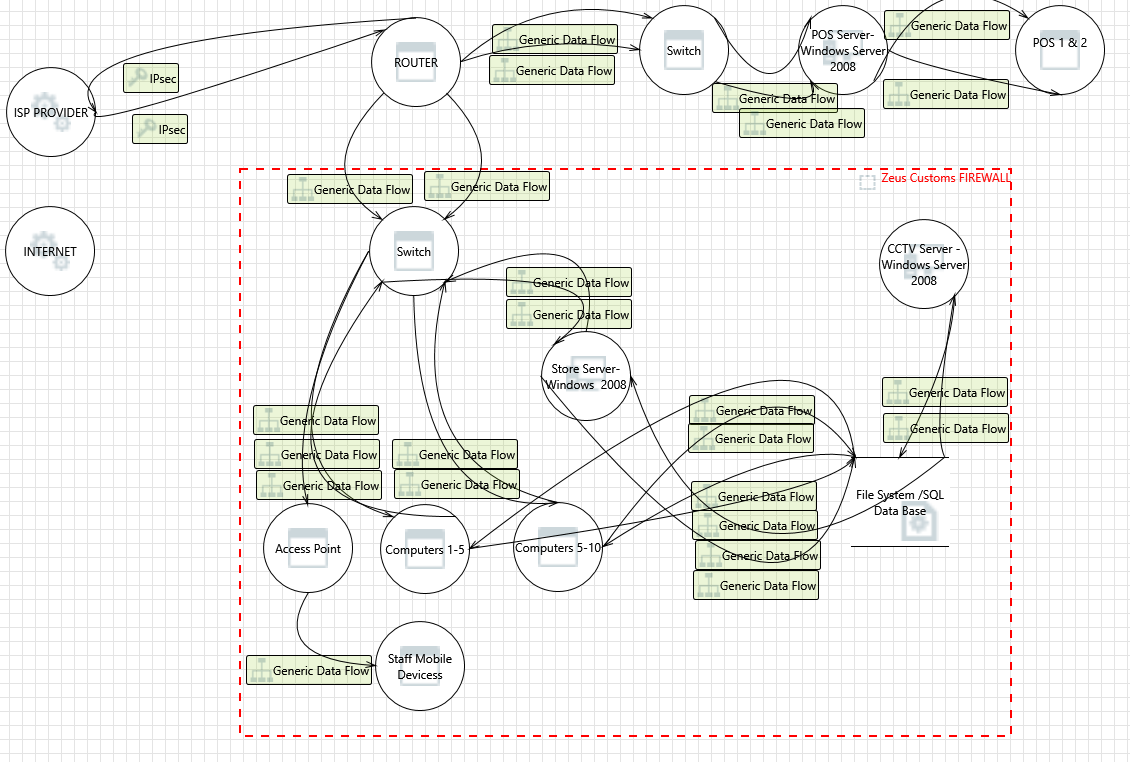 Generic Data Flow
ROUTER
Generic Data Flow
Switch
POS Server-
Windows Server
2008
Generic Data Flow
POS 1 & 2
IPsec
Generic Data Flow
Generic Data Flow
Generic Data Flow
ISP PROVIDER
IPsec
Generic Data Flow
Generic Data Flow
Generic Data Flow
Zeus Customs FIREWALL
INTERNET
Switch
CCTV Server -
Windows Server
2008
Generic Data Flow
Generic Data Flow
Store Server-
Windows 2008
Generic Data Flow
Generic Data Flow
Generic Data Flow
Generic Data Flow
Generic Data Flow
Generic Data Flow
Generic Data Flow
Generic Data Flow
Generic Data Flow
Generic Data Flow
Generic Data Flow
Generic Data Flow
Generic Data Flow
Generic Data Flow
File System /SQL
Data Base
Access Point
Computers 1-5
Computers 5-10
Generic Data Flow
Staff Mobile
Devicess